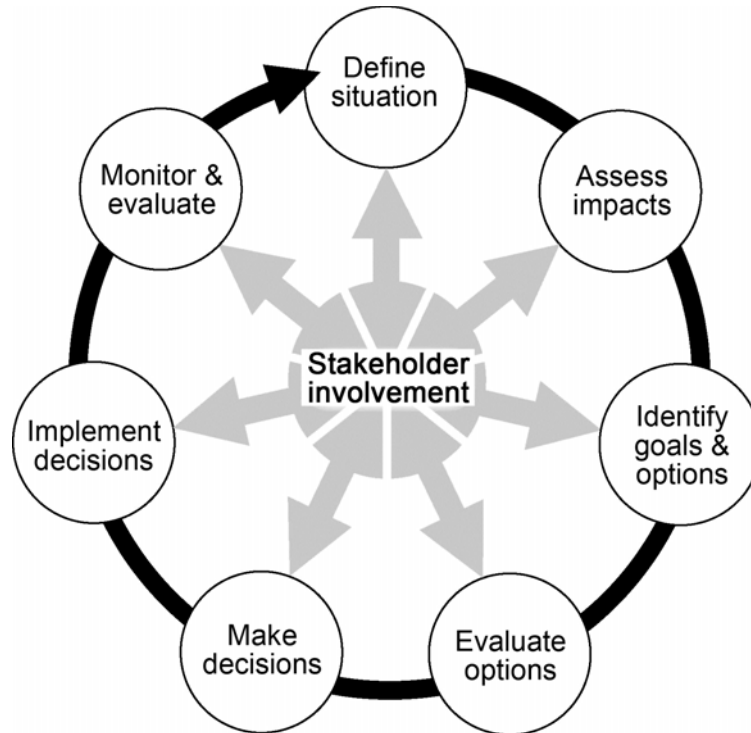 Define
situation
Assess
impacts
Identify
goals &
options
Evaluate
options
Make
decisions
Implement
decisions
Monitor &
evaluate
Stakeholder
involvement